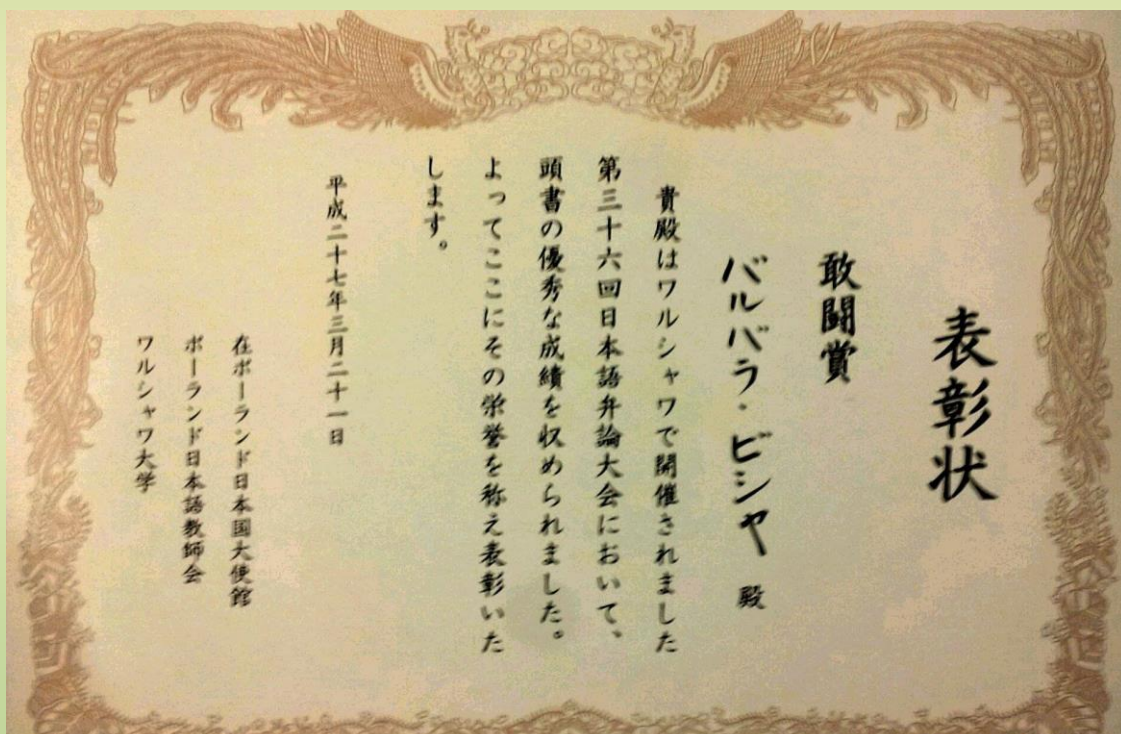 表彰状
敢闘賞
バルバラ・ビシャ 殿
貴殿はワルシャワで開催されました
第三十六回日本語弁論大会において、
頭書の優秀な成績を収められました。
よってここにその栄誉を称え表彰いた
します。
平成二十七年三月二十一日
在ポーランド日本国大使館
ポーランド日本語教師会
ワルシャワ大学